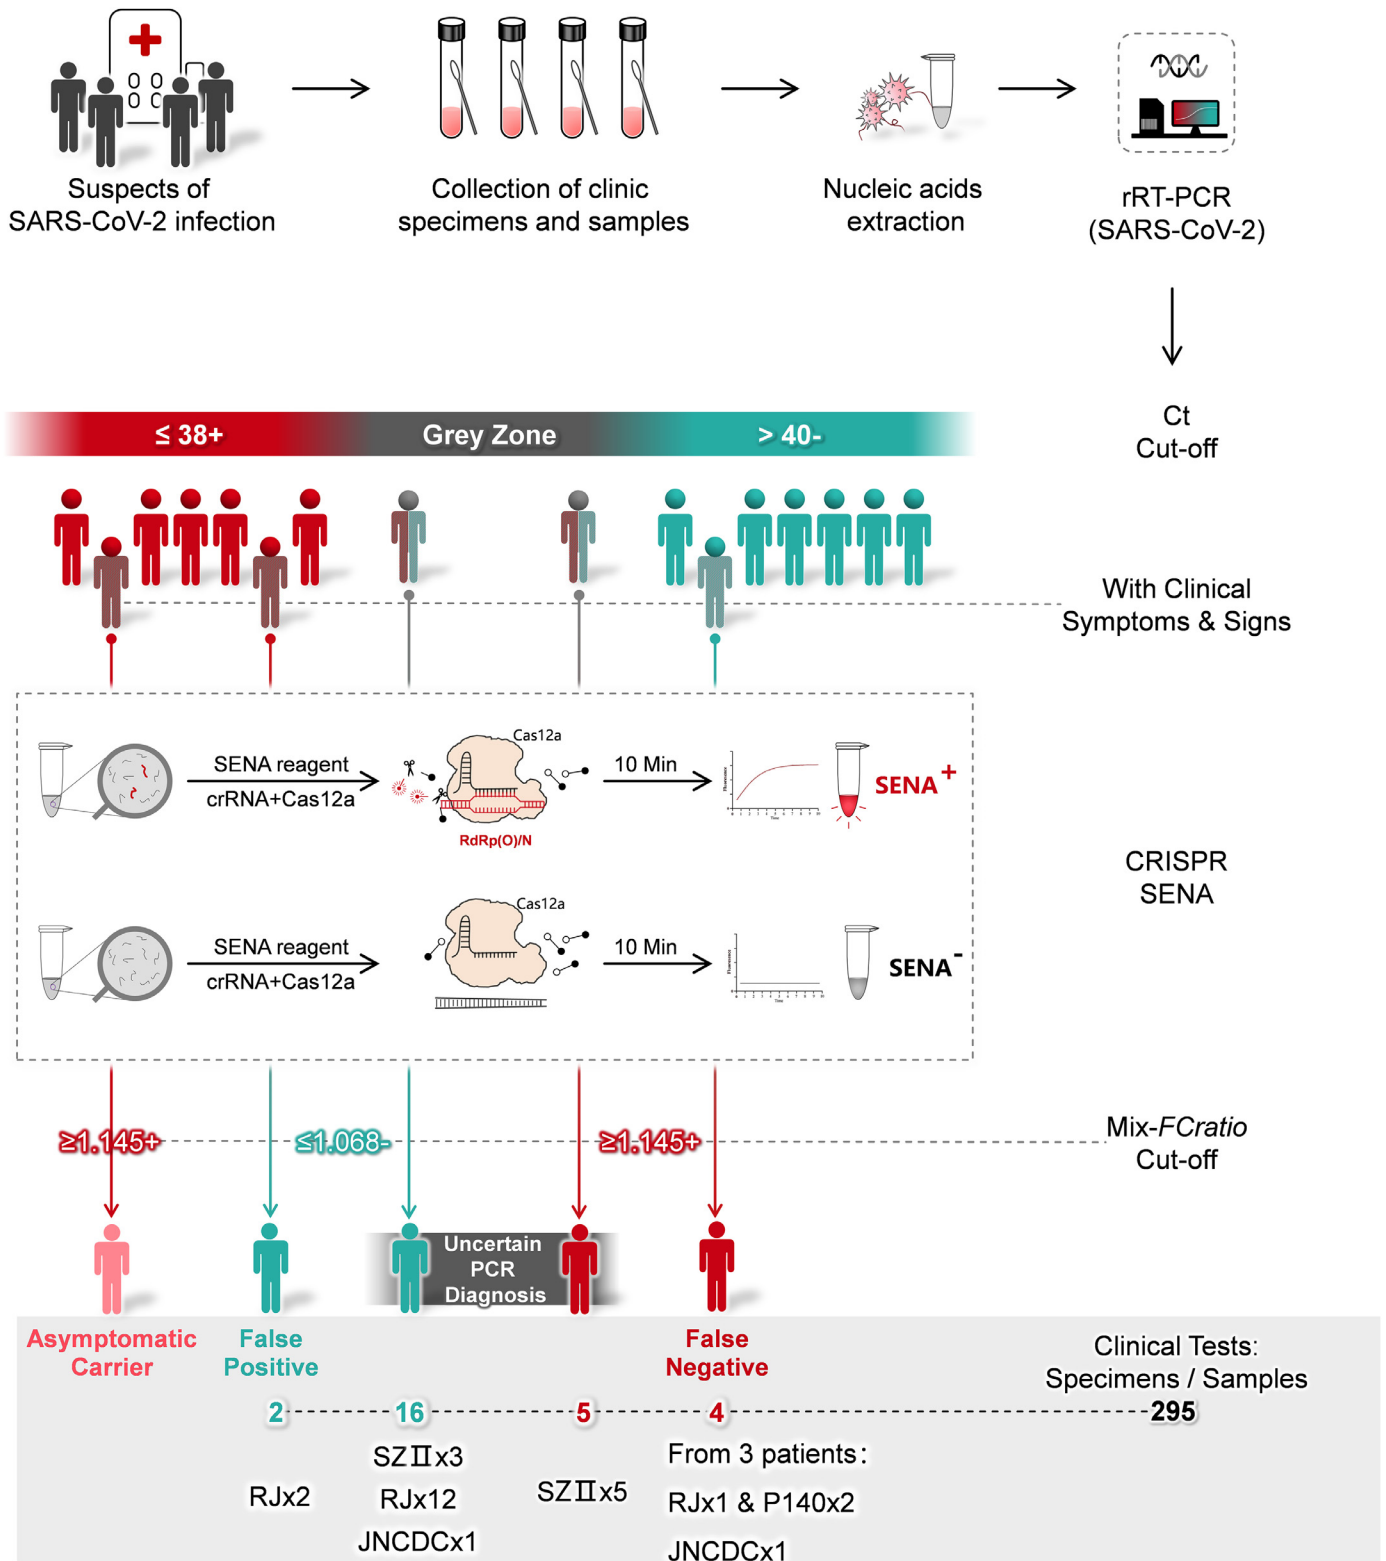 Suspects of
SARS-CoV-2 infection
Collection of clinic
specimens and samples
Nucleic acids
extraction
rRT-PCR
(SARS-CoV-2)
Ct
Cut-off
≤ 38+
Grey Zone
> 40-
With Clinical
Symptoms & Signs
SENA reagent
crRNA+Cas12a
Cas12a
RdRp(O)/N
10 Min
SENA+
CRISPR
SENA
SENA reagent
crRNA+Cas12a
Cas12a
10 Min
SENA-
≥1.145+
≤1.068-
≥1.145+
Mix-FCratio
Cut-off
Uncertain
PCR
Diagnosis
Asymptomatic
Carrier
False
Positive
False
Negative
Clinical Tests:
Specimens / Samples
2
16
5
4
295
RJx2
SZⅡx3
RJx12
JNCDCx1
SZⅡx5
From 3 patients:
RJx1 & P140x2
JNCDCx1